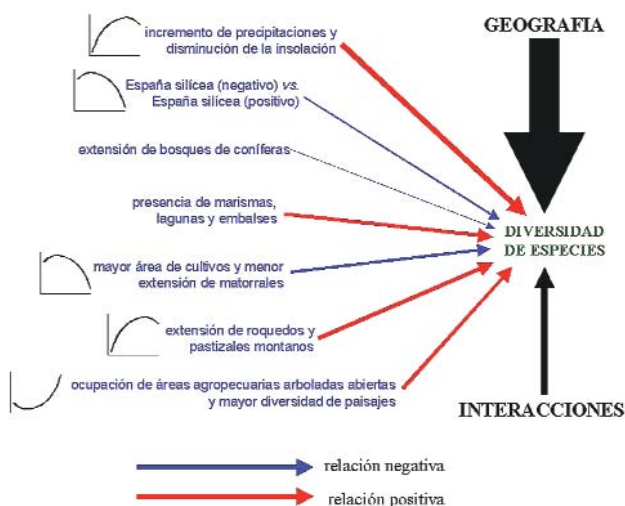 GEOGRAFIA
incremento de precipitaciones y
disminución de la insolación
España silícea (negativo) vs.
España silícea (positivo)
extensión de bosques de coníferas
presencia de marismas,
lagunas y embalses
DIVERSIDAD
DE ESPECIES
mayor área de cultivos y menor
extensión de matorrales
extensión de roquedos y
pastizales montanos
ocupación de áreas agropecuarias arboladas abiertas
y mayor diversidad de paisajes
INTERACCIONES
relación negativa
relación positiva